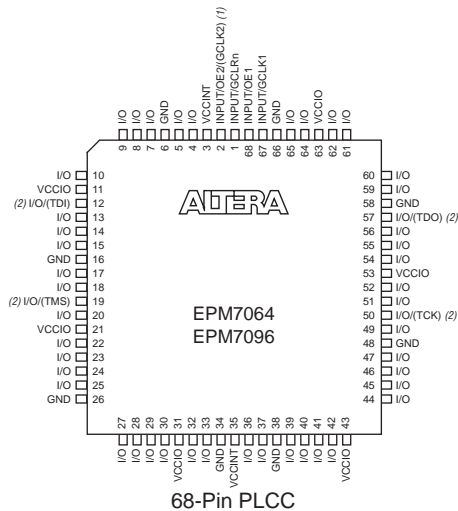 I/O
I/O
I/O
GND
I/O
I/O
VCCINT
INPUT/OE2/(GCLK2) (1)
INPUT/GCLRn
INPUT/OE1
INPUT/GCLK1
GND
I/O
I/O
VCCIO
I/O
I/O
9 8 7 6 5 4 3 2 1 68 67 66 65 64 63 62 61
I/O 10
VCCIO 11
(2) I/O/(TDI) 12
I/O 13
I/O 14
I/O 15
GND 16
I/O 17
I/O 18
(2) I/O/(TMS) 19
I/O 20
VCCIO 21
I/O 22
I/O 23
I/O 24
I/O 25
GND 26
ALTERA
EPM7064
EPM7096
60 I/O
59 I/O
58 GND
57 I/O/(TDO) (2)
56 I/O
55 I/O
54 I/O
53 VCCIO
52 I/O
51 I/O
50 I/O/(TCK) (2)
49 I/O
48 GND
47 I/O
46 I/O
45 I/O
44 I/O
27 28 29 30 31 32 33 34 35 36 37 38 39 40 41 42 43
I/O
I/O
I/O
I/O
VCCIO
I/O
I/O
GND
VCCINT
I/O
I/O
GND
I/O
I/O
I/O
I/O
VCCIO
68-Pin PLCC